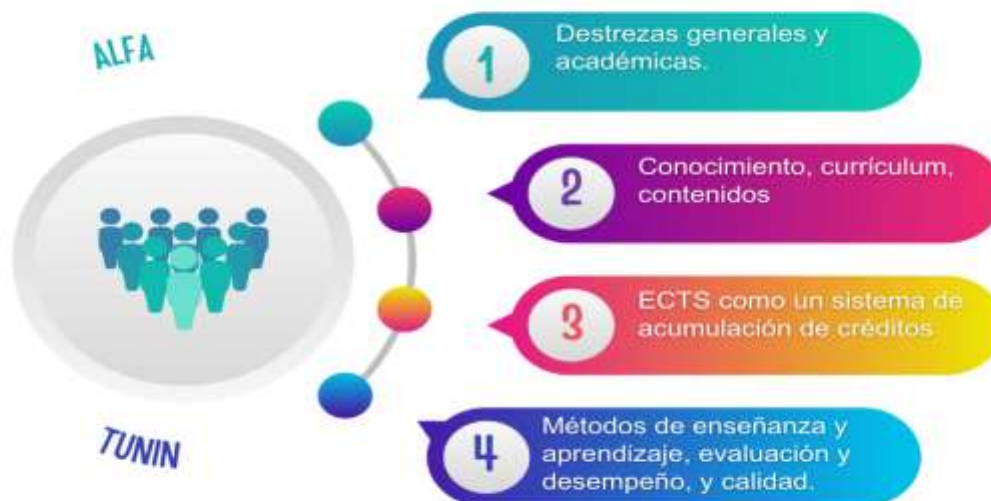 ALFA
TUNIN
1
Destrezas generales y
académicas.
2
Conocimiento, currículum,
contenidos
3
ECTS como un sistema de
acumulación de créditos
4
Métodos de enseñanza y
aprendizaje, evaluación y
desempeño, y calidad.